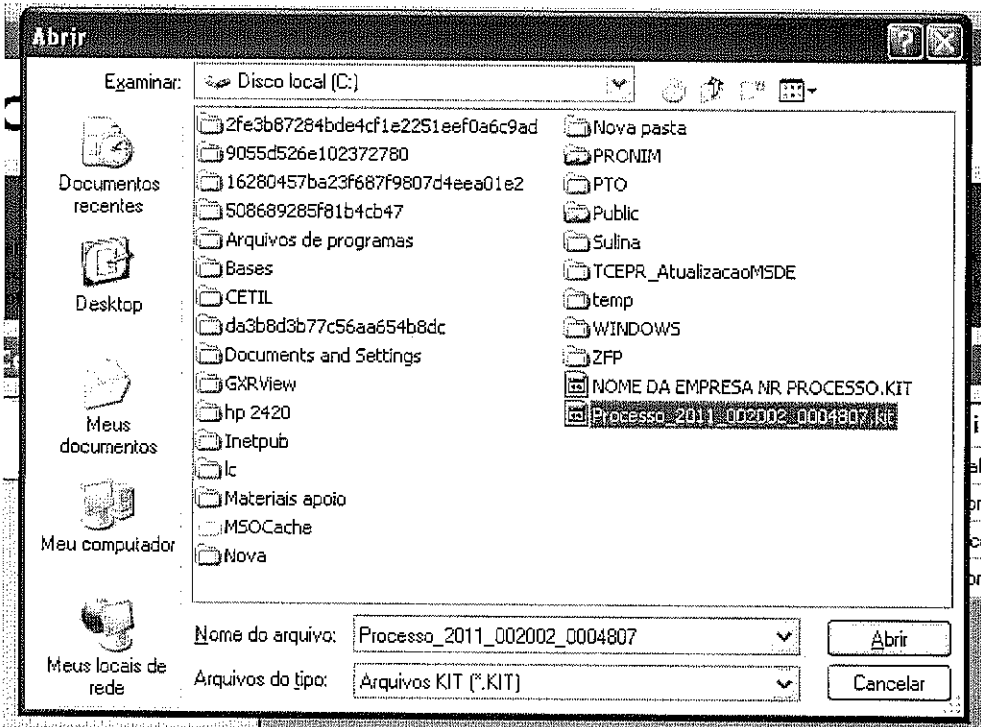 Abrir
Examinar: Disco local (C:)
Documentos
recentes
Desktop
Meus
documentos
Meu computador
Meus locais de
rede
2fe3b87284bde4cf1e2251eef0a6c9ad
9055d526e102372780
16280457ba23f687f9807d4eea01e2
508689285f81b4cb47
Arquivos de programas
Bases
CETIL
da3b8d3b77c56aa654b8dc
Documents and Settings
GXRView
hp 2420
Inetpub
lc
Materiais apoio
MSOCache
Nova
Nova pasta
PRONIM
PTO
Public
Sulina
TCEPR_AtualizacaoMSDE
temp
WINDOWS
ZFP
NOME DA EMPRESA NR PROCESSO.KIT
Processo_2011_002002_0004807.kit
Nome do arquivo: Processo_2011_002002_0004807 Abrir
Arquivos do tipo: Arquivos KIT (*.KIT) Cancelar